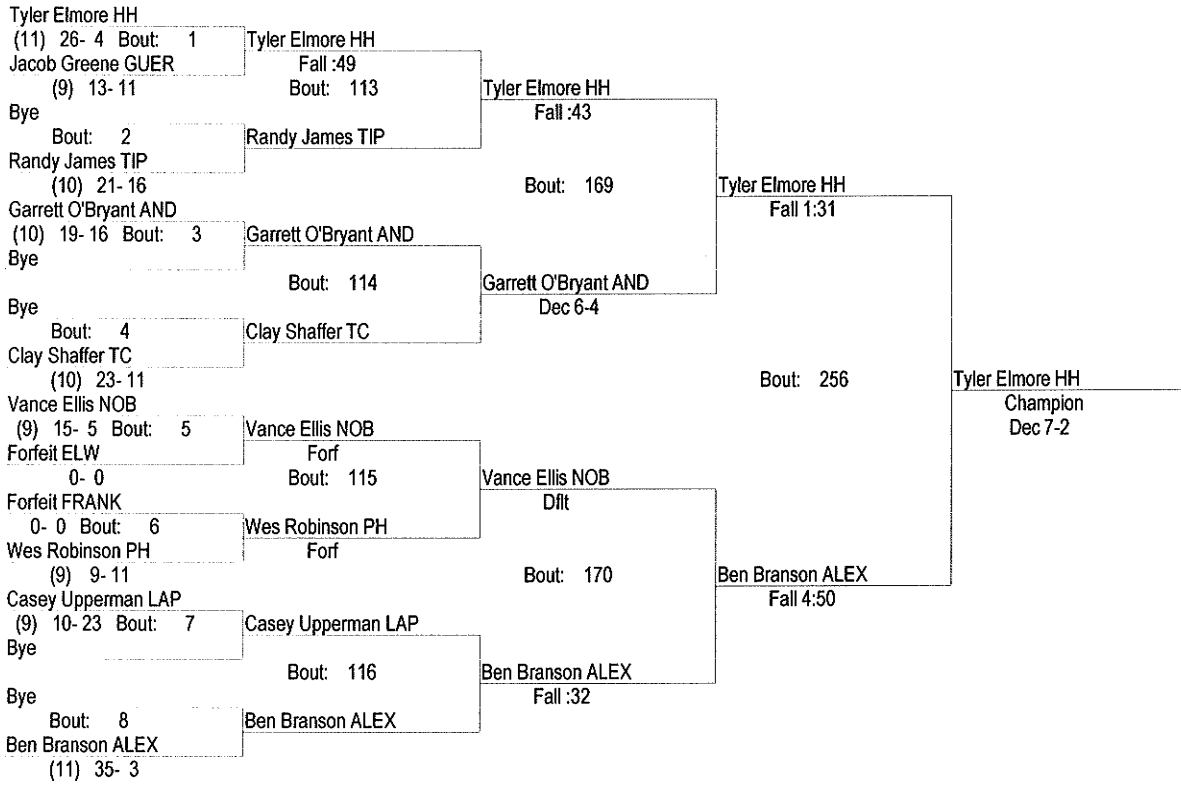 Tyler Elmore HH
(11) 26- 4 Bout: 1 Tyler Elmore HH
Jacob Greene GUER Fall :49
(9) 13- 11 Bout: 113 Tyler Elmore HH
Bye Fall :43
Bout: 2 Randy James TIP
Randy James TIP
(10) 21- 16 Bout: 169 Tyler Elmore HH
Garrett O'Bryant AND Fall 1:31
(10) 19- 16 Bout: 3 Garrett O'Bryant AND
Bye
Bout: 114 Garrett O'Bryant AND
Bye Dec 6-4
Bout: 4 Clay Shaffer TC
Clay Shaffer TC
(10) 23- 11 Bout: 256 Tyler Elmore HH
Vance Ellis NOB Champion
(9) 15- 5 Bout: 5 Vance Ellis NOB Dec 7-2
Forfeit ELW Forf
0- 0 Bout: 115 Vance Ellis NOB
Forfeit FRANK Dflt
0- 0 Bout: 6 Wes Robinson PH
Wes Robinson PH Forf
(9) 9- 11 Bout: 170 Ben Branson ALEX
Casey Upperman LAP Fall 4:50
(9) 10- 23 Bout: 7 Casey Upperman LAP
Bye
Bout: 116 Ben Branson ALEX
Bye Fall :32
Bout: 8 Ben Branson ALEX
Ben Branson ALEX
(11) 35- 3